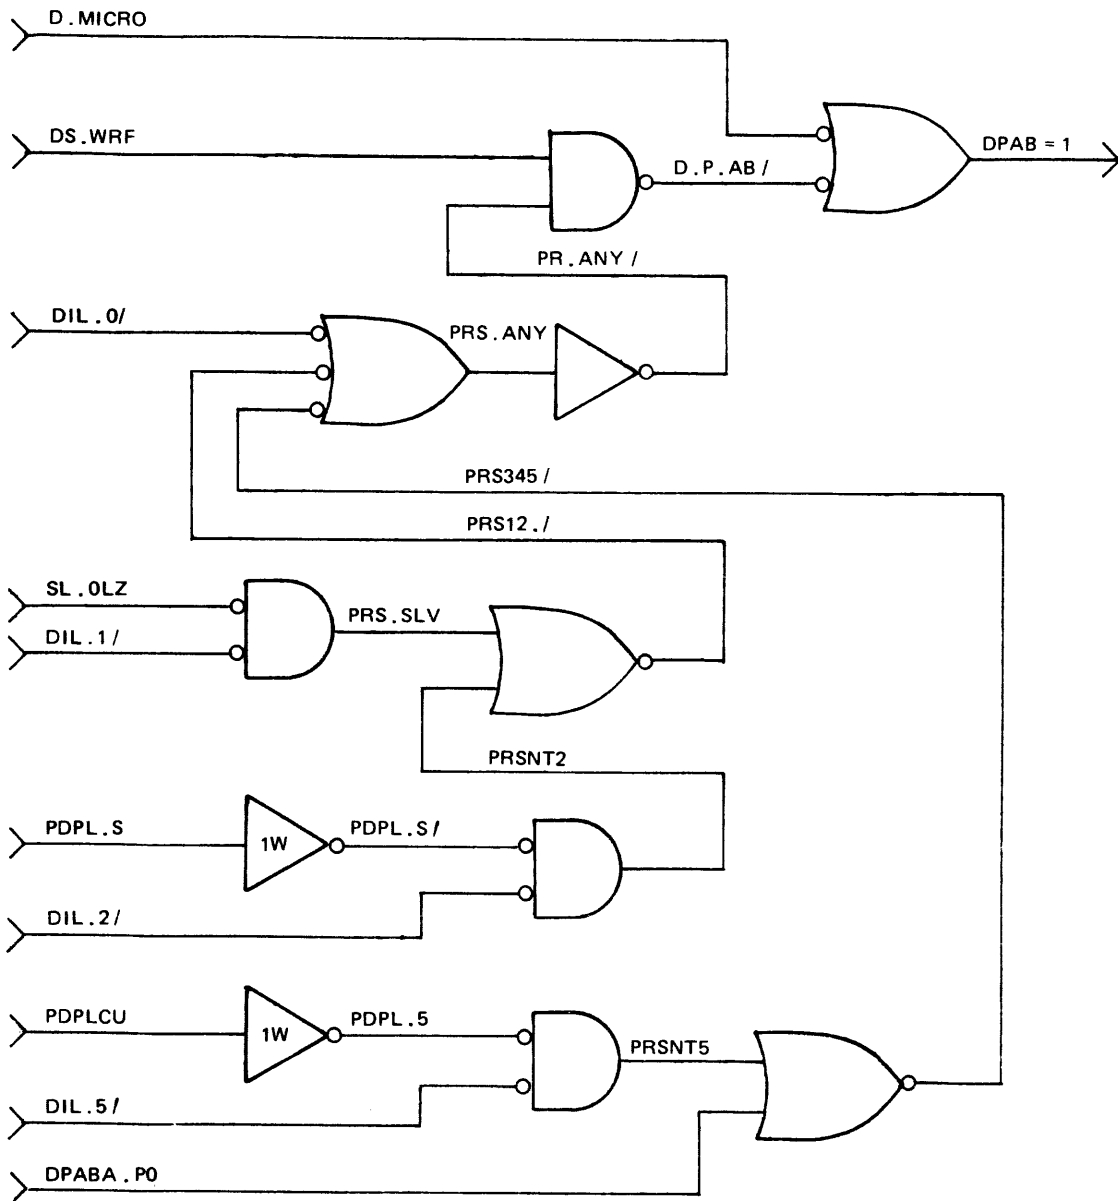 D.MICRO
DS.WRF
D.P.AB/
DPAB = 1
PR.ANY/
DIL.0/
PRS.ANY
PRS345/
PRS12./
SL.0LZ
DIL.1/
PRS.SLV
PRSNT2
PDPL.S
1W
PDPL.S/
DIL.2/
PDPLCU
1W
PDPL.5
PRSNT5
DIL.5/
DPABA.P0